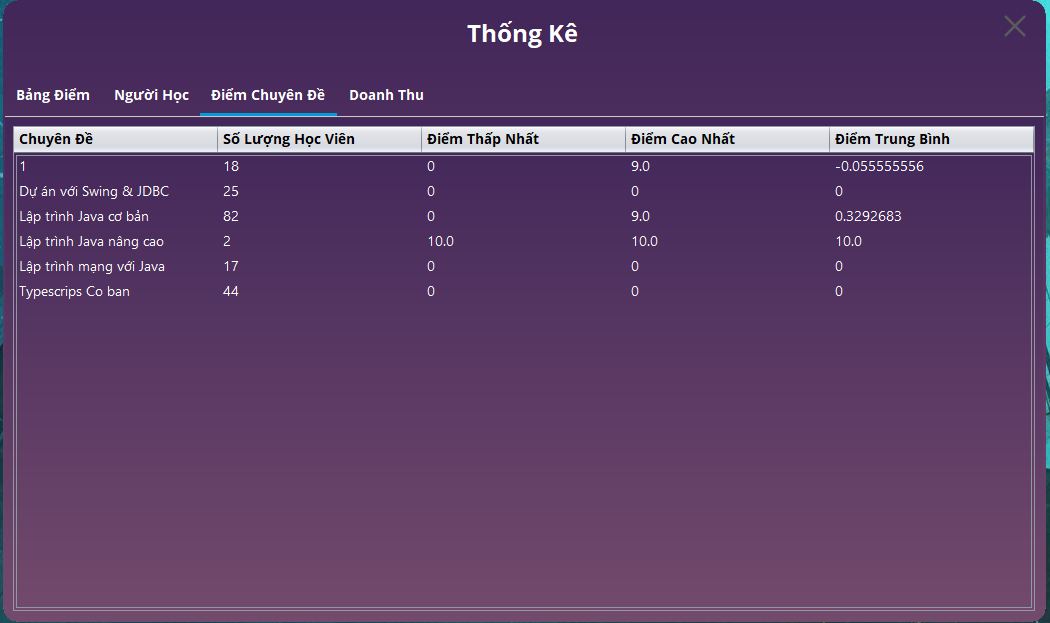 Thống Kê
Bảng Điểm Người Học Điểm Chuyên Đề Doanh Thu
Chuyên Đề Số Lượng Học Viên Điểm Thấp Nhất Điểm Cao Nhất Điểm Trung Bình
1 18 0 9.0 -0.055555556
Dự án với Swing & JDBC 25 0 0 0
Lập trình Java cơ bản 82 0 9.0 0.3292683
Lập trình Java nâng cao 2 10.0 10.0 10.0
Lập trình mạng với Java 17 0 0 0
Typescrips Co ban 44 0 0 0